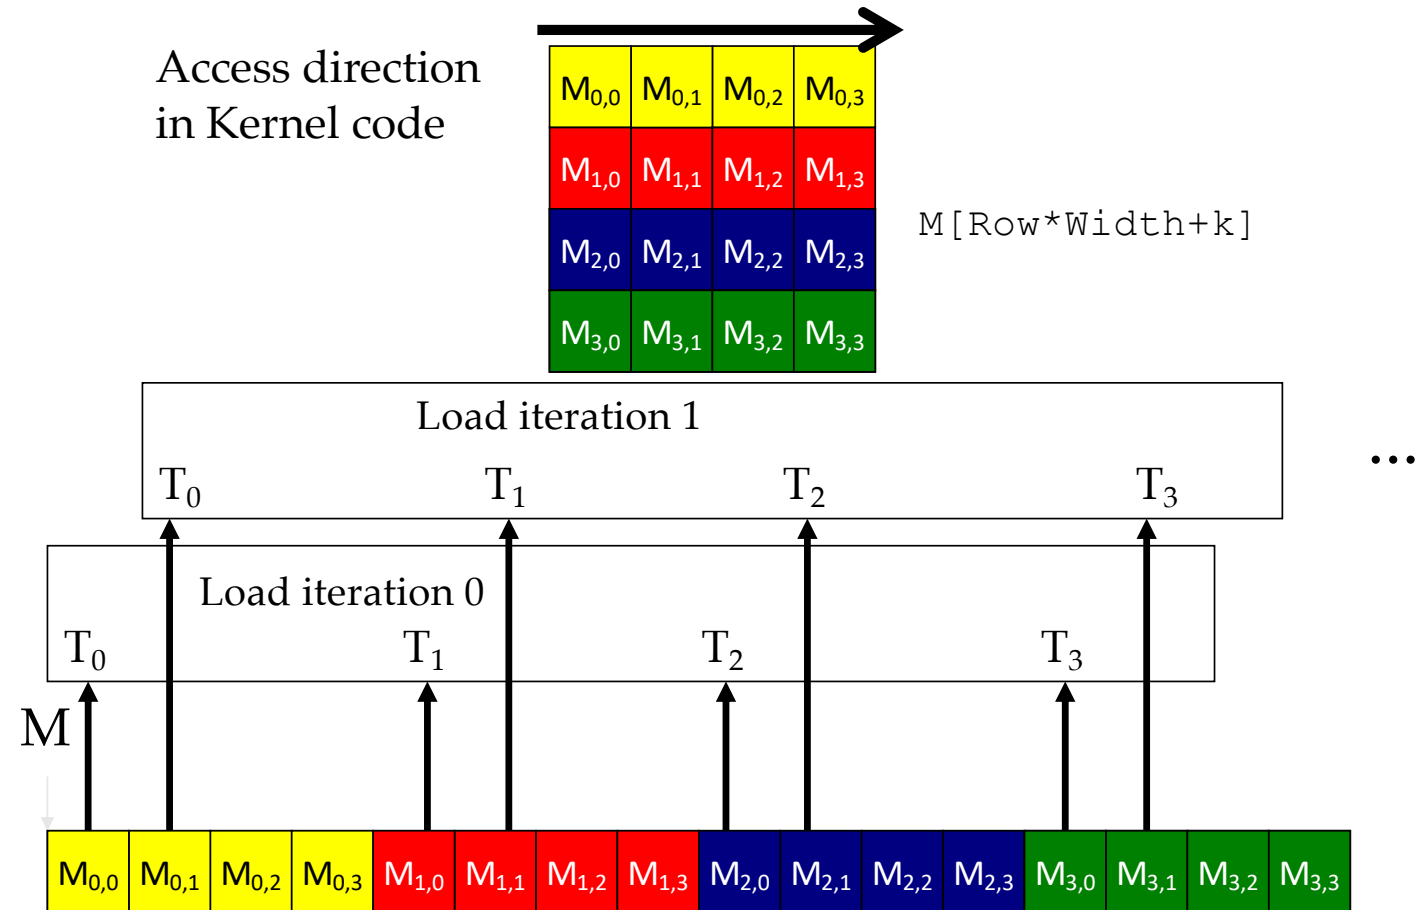 Access direction
in Kernel code
M0,0 M0,1 M0,2 M0,3
M1,0 M1,1 M1,2 M1,3
M2,0 M2,1 M2,2 M2,3
M3,0 M3,1 M3,2 M3,3
M[Row*Width+k]
Load iteration 1
T0 T1 T2 T3
...
Load iteration 0
T0 T1 T2 T3
M
M0,0 M0,1 M0,2 M0,3 M1,0 M1,1 M1,2 M1,3 M2,0 M2,1 M2,2 M2,3 M3,0 M3,1 M3,2 M3,3